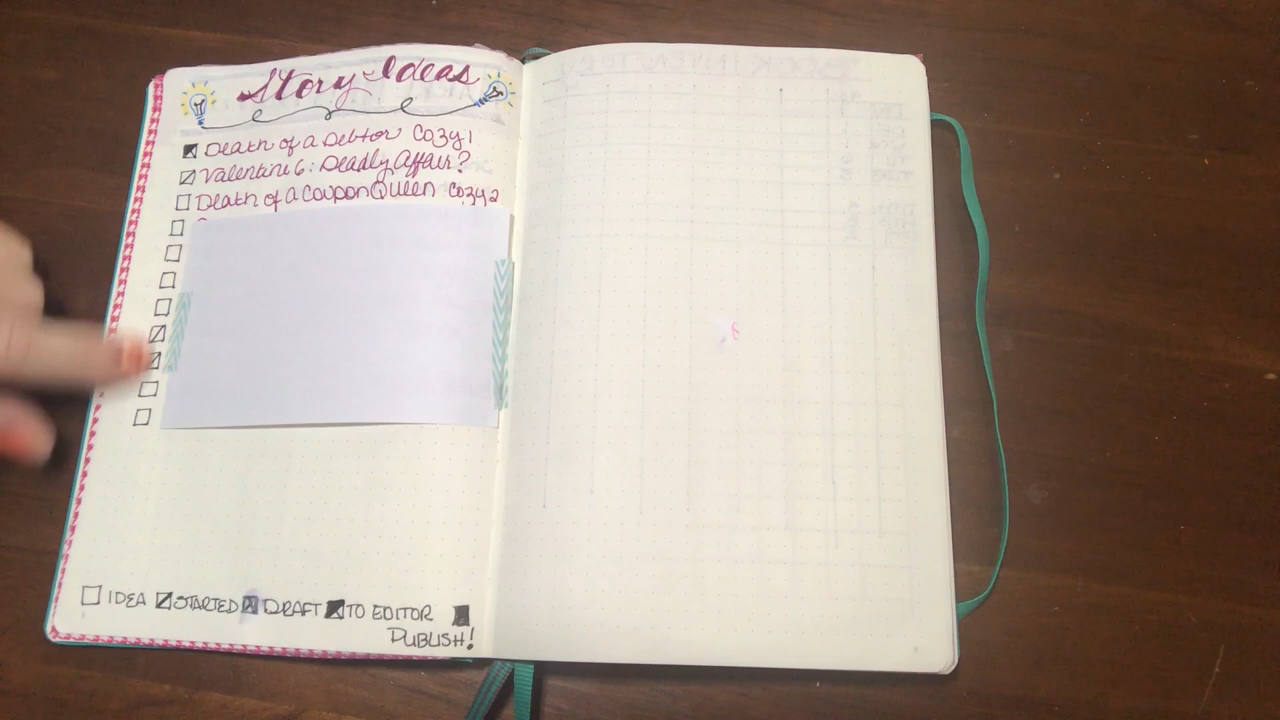 Story Ideas
Death of a Debtor Cozy 1
Valentine 6: Deadly Affair?
Death of a Coupon Queen Cozy 2
IDEA STARTED DRAFT TO EDITOR
PUBLISH!